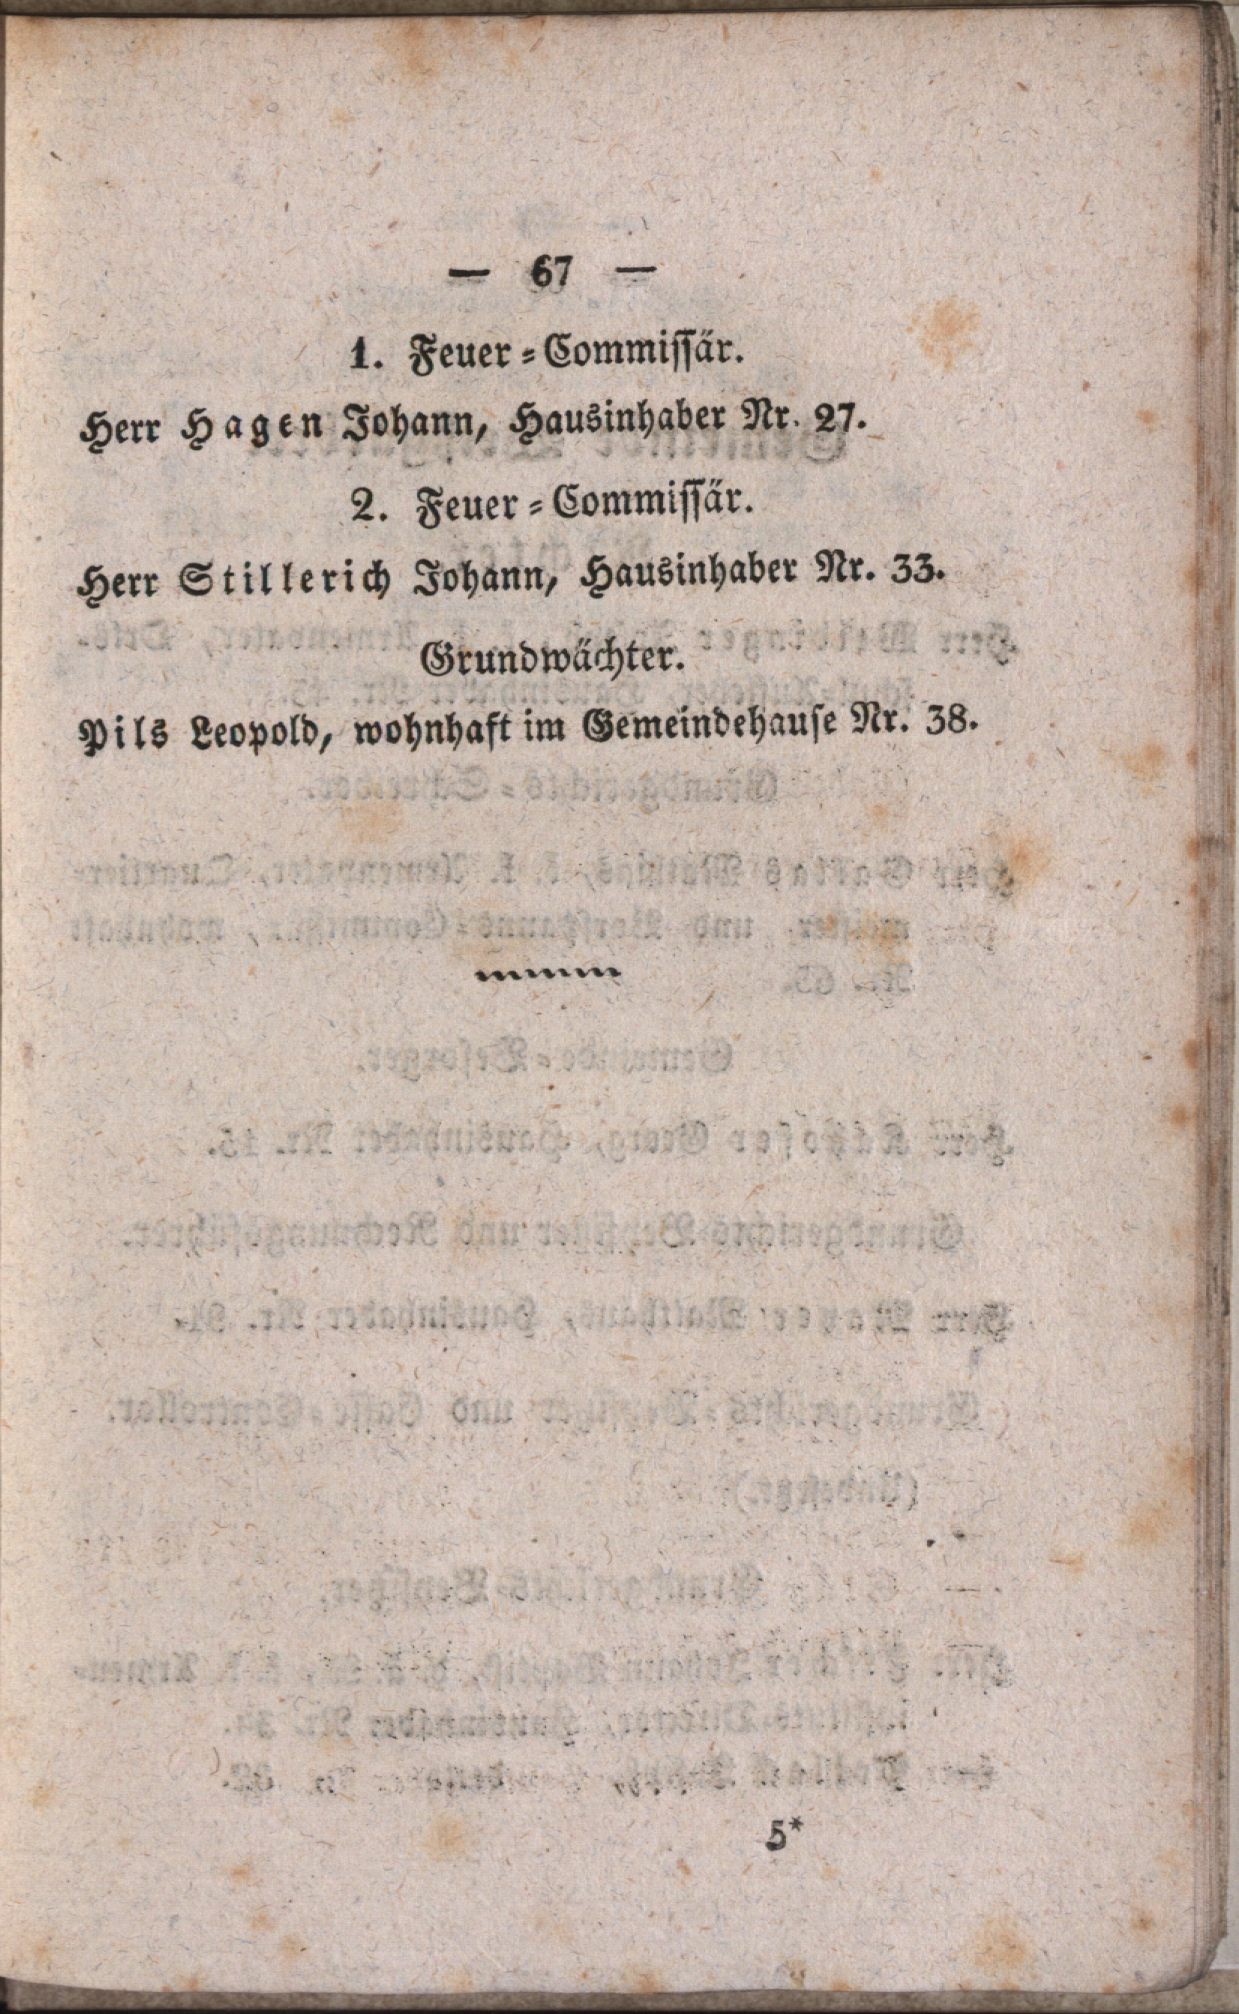 — 67 —
1. Feuer-Commissär.
Herr Hagen Johann, Hausinhaber Nr. 27.
2. Feuer-Commissär.
Herr Stillerich Johann, Hausinhaber Nr. 33.
Grundwächter.
Pils Leopold, wohnhaft im Gemeindehause Nr. 38.
5*